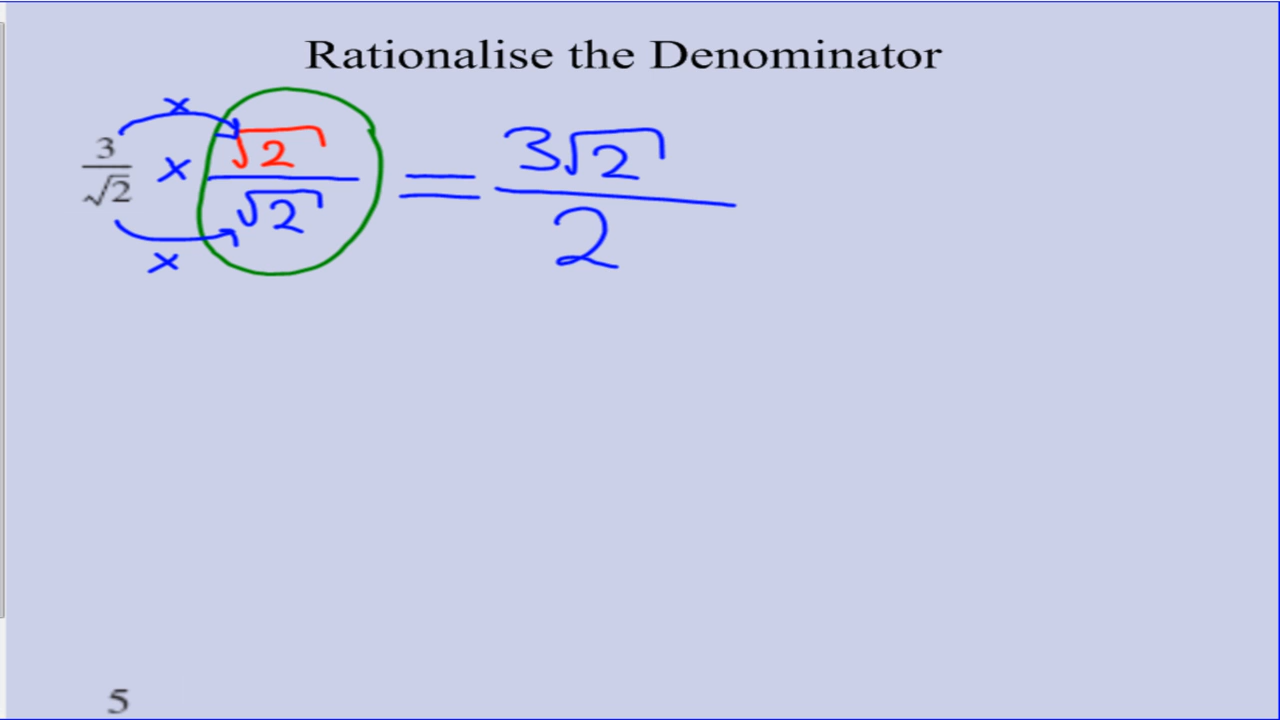 Rationalise the Denominator
x x
3/√2 x √2/√2 = 3√2/2
5